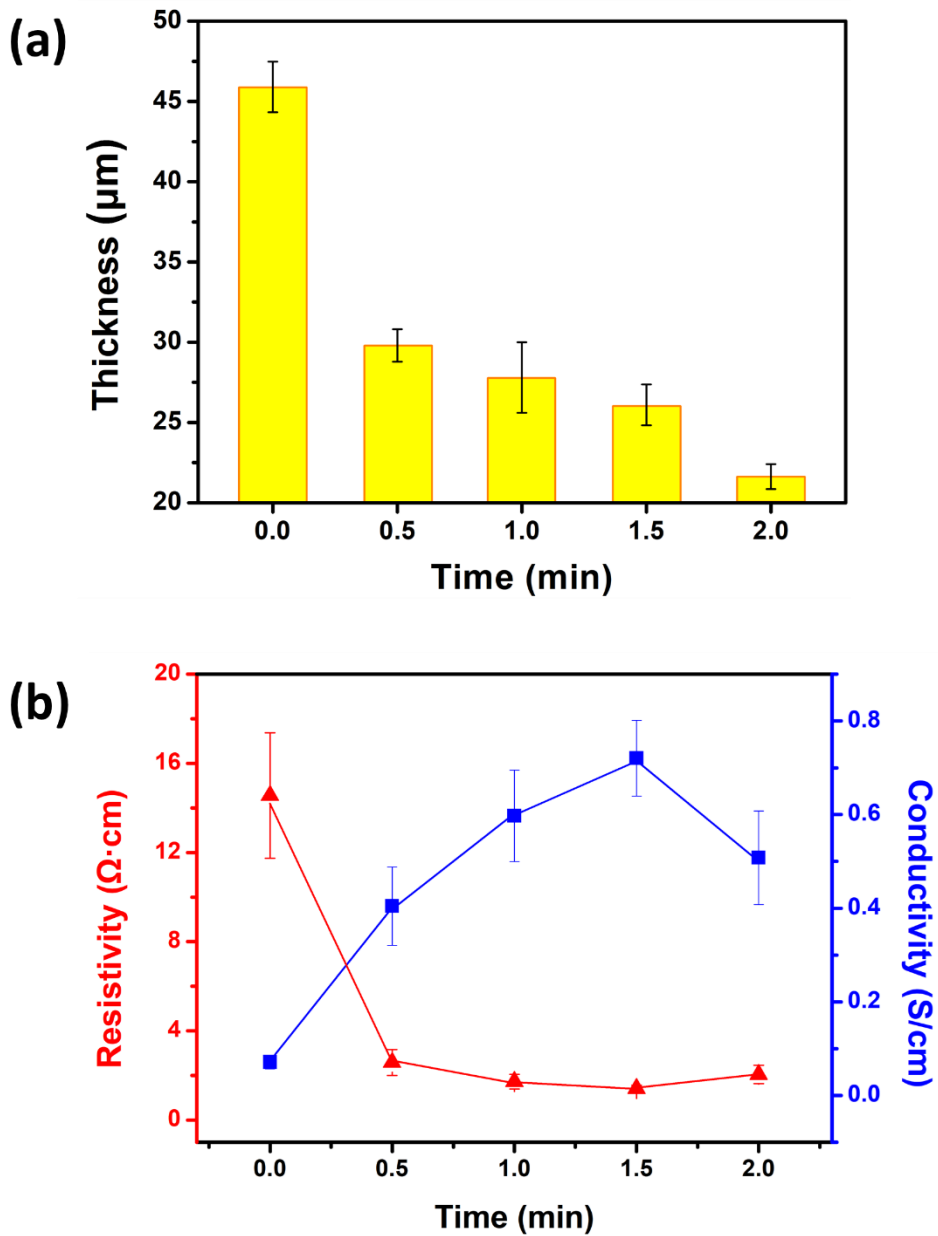 (a)
50
45
40
35
30
25
20
Thickness (µm)
0.0 0.5 1.0 1.5 2.0
Time (min)
(b)
20
16
12
8
4
0
Resistivity (Ω·cm)
0.8
0.6
0.4
0.2
0.0
Conductivity (S/cm)
0.0 0.5 1.0 1.5 2.0
Time (min)